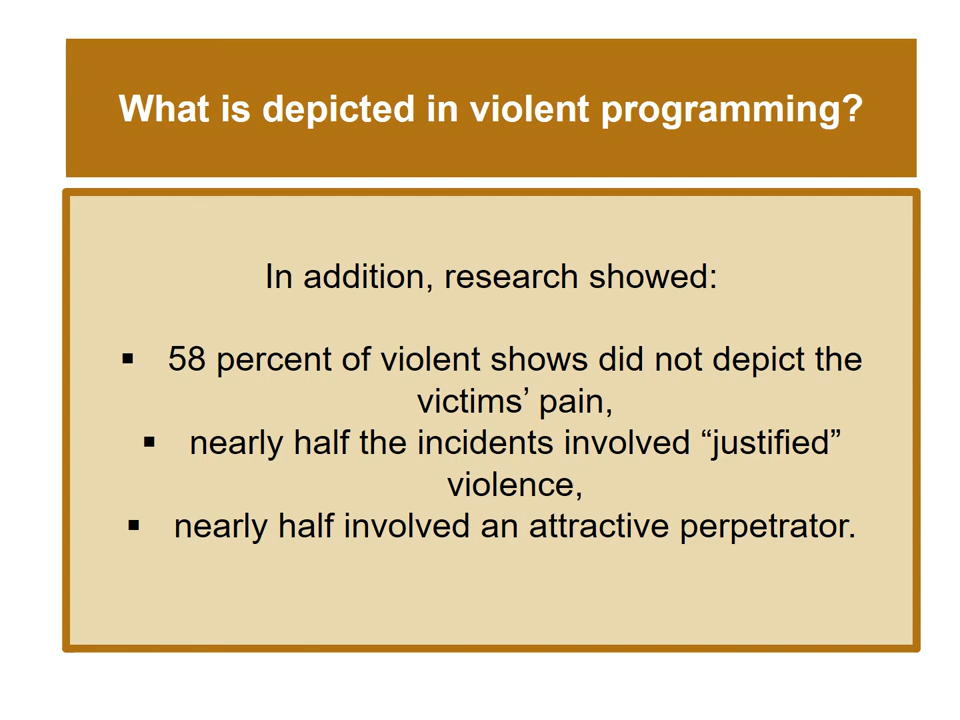 What is depicted in violent programming?
In addition, research showed:
▪ 58 percent of violent shows did not depict the
victims’ pain,
▪ nearly half the incidents involved “justified”
violence,
▪ nearly half involved an attractive perpetrator.